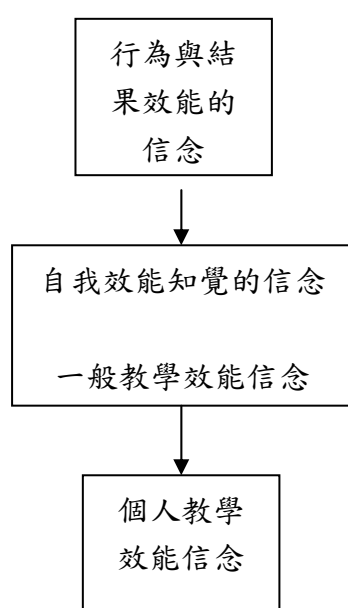 行為與結
果效能的
信念
自我效能知覺的信念
一般教學效能信念
個人教學
效能信念